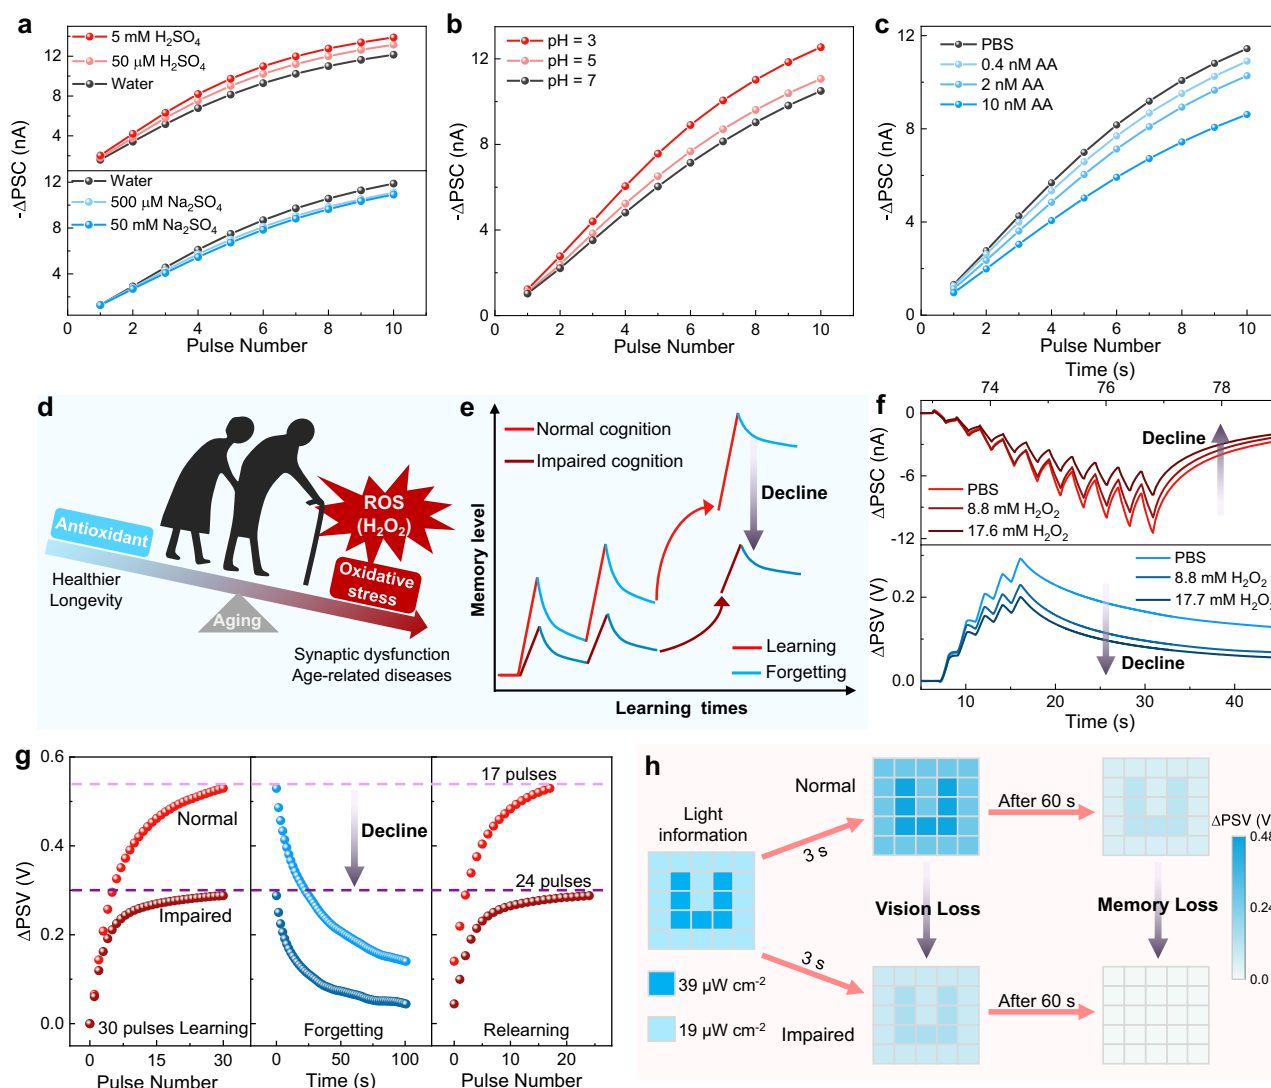 a
5 mM H₂SO₄
50 μM H₂SO₄
Water
12
8
4
Water
500 μM Na₂SO₄
50 mM Na₂SO₄
12
8
4
-ΔPSC (nA)
0 2 4 6 8 10
Pulse Number
b
pH = 3
pH = 5
pH = 7
12
9
6
3
0
-ΔPSC (nA)
0 2 4 6 8 10
Pulse Number
c
PBS
0.4 nM AA
2 nM AA
10 nM AA
12
9
6
3
0
-ΔPSC (nA)
0 2 4 6 8 10
Pulse Number
d
Antioxidant
ROS
(H₂O₂)
Oxidative
stress
Healthier
Longevity
Aging
Synaptic dysfunction
Age-related diseases
e
Normal cognition
Impaired cognition
Decline
Learning
Forgetting
Memory level
Learning times
f
Time (s)
74 76 78
0
-6
-12
ΔPSC (nA)
Decline
PBS
8.8 mM H₂O₂
17.6 mM H₂O₂
0.2
0.0
ΔPSV (V)
PBS
8.8 mM H₂O₂
17.7 mM H₂O₂
Decline
10 20 30 40
Time (s)
g
0.6
0.4
0.2
0.0
ΔPSV (V)
Normal
Impaired
30 pulses Learning
0 15 30
Pulse Number
Decline
Forgetting
0 50 100
Time (s)
17 pulses
24 pulses
Relearning
0 10 20
Pulse Number
h
Light
information
39 μW cm⁻²
19 μW cm⁻²
Normal
3 s
3 s
Impaired
After 60 s
After 60 s
Vision Loss
Memory Loss
ΔPSV (V
0.48
0.24
0.0